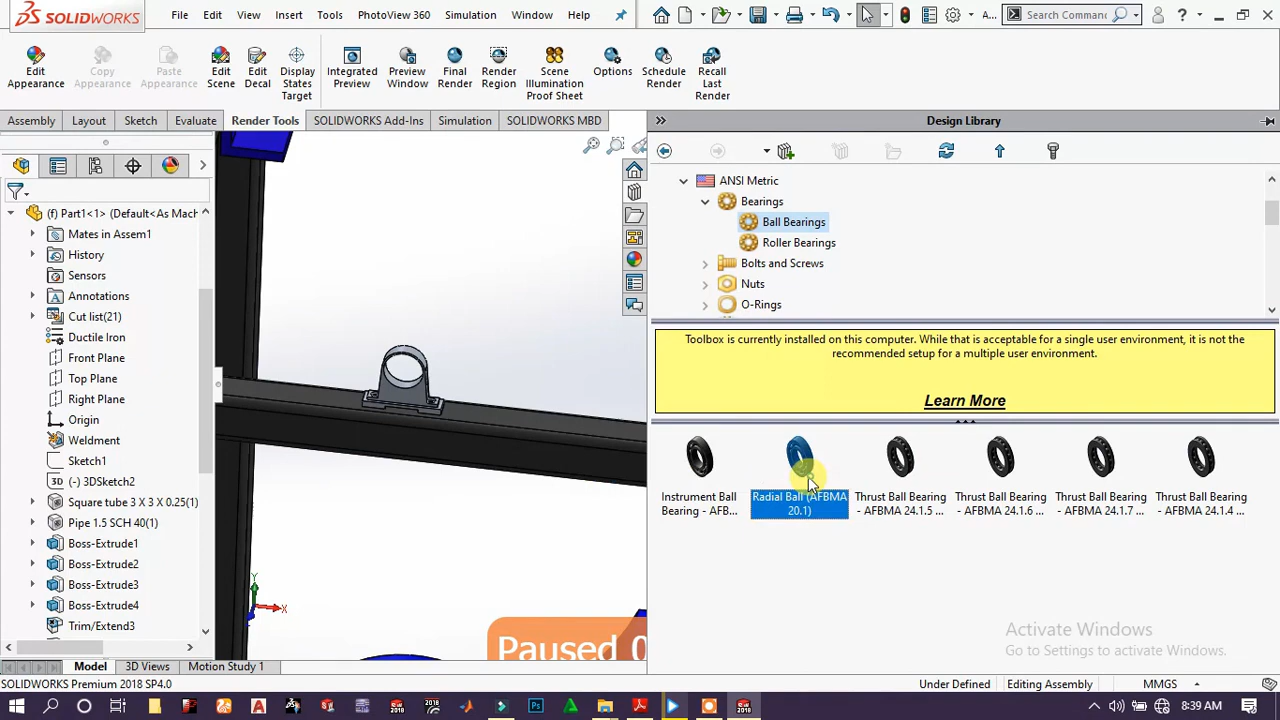 SOLIDWORKS
File Edit View Insert Tools PhotoView 360 Simulation Window Help
A...
Search Comman
?
Edit Appearance
Copy Appearance
Paste Appearance
Edit Scene
Edit Decal
Display States Target
Integrated Preview
Preview Window
Final Render
Render Region
Scene Illumination Proof Sheet
Options
Schedule Render
Recall Last Render
Assembly Layout Sketch Evaluate Render Tools SOLIDWORKS Add-Ins Simulation SOLIDWORKS MBD
Design Library
(f) Part1<1> (Default<As Mach
Mates in Assem1
History
Sensors
Annotations
Cut list(21)
Ductile Iron
Front Plane
Top Plane
Right Plane
Origin
Weldment
Sketch1
3D (-) 3DSketch2
Square tube 3 X 3 X 0.25(1)
Pipe 1.5 SCH 40(1)
Boss-Extrude1
Boss-Extrude2
Boss-Extrude3
Boss-Extrude4
Trim/Extend3
Y
X
Paused 0
ANSI Metric
Bearings
Ball Bearings
Roller Bearings
Bolts and Screws
Nuts
O-Rings
Toolbox is currently installed on this computer. While that is acceptable for a single user environment, it is not the
recommended setup for a multiple user environment.
Learn More
Instrument Ball
Bearing - AFB...
Radial Ball (AFBMA
20.1)
Thrust Ball Bearing
- AFBMA 24.1.5 ...
Thrust Ball Bearing
- AFBMA 24.1.6 ...
Thrust Ball Bearing
- AFBMA 24.1.7 ...
Thrust Ball Bearing
- AFBMA 24.1.4 ...
Activate Windows
Go to Settings to activate Windows.
Model 3D Views Motion Study 1
SOLIDWORKS Premium 2018 SP4.0
Under Defined Editing Assembly MMGS
8:39 AM